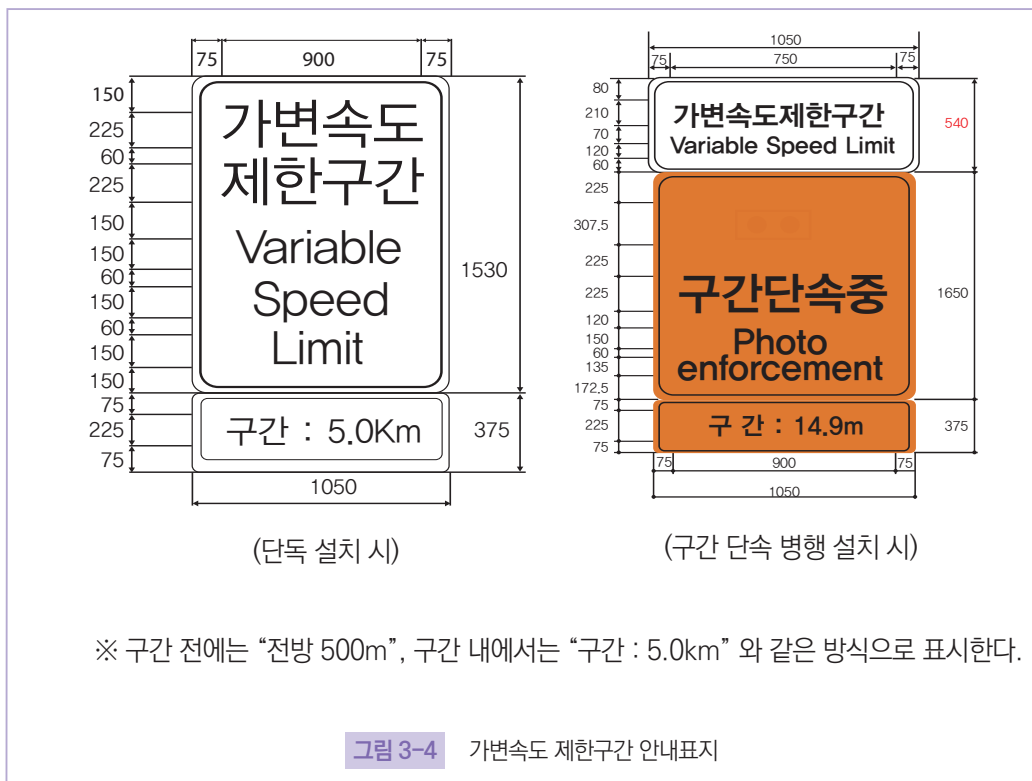 75 900 75
150
225
60
225
150
150
60
150
60
150
150
75
225
75
가변속도
제한구간
Variable
Speed
Limit
1530
구간 : 5.0Km
375
1050
(단독 설치 시)
1050
75 750 75
80
210
70
120
60
225
307.5
225
225
120
150
60
135
172.5
75
225
75
가변속도제한구간
Variable Speed Limit
540
구간단속중
Photo
enforcement
1650
구 간 : 14.9m
375
75 900 75
1050
(구간 단속 병행 설치 시)
※ 구간 전에는 “전방 500m”, 구간 내에서는 “구간 : 5.0km” 와 같은 방식으로 표시한다.
그림 3-4 가변속도 제한구간 안내표지